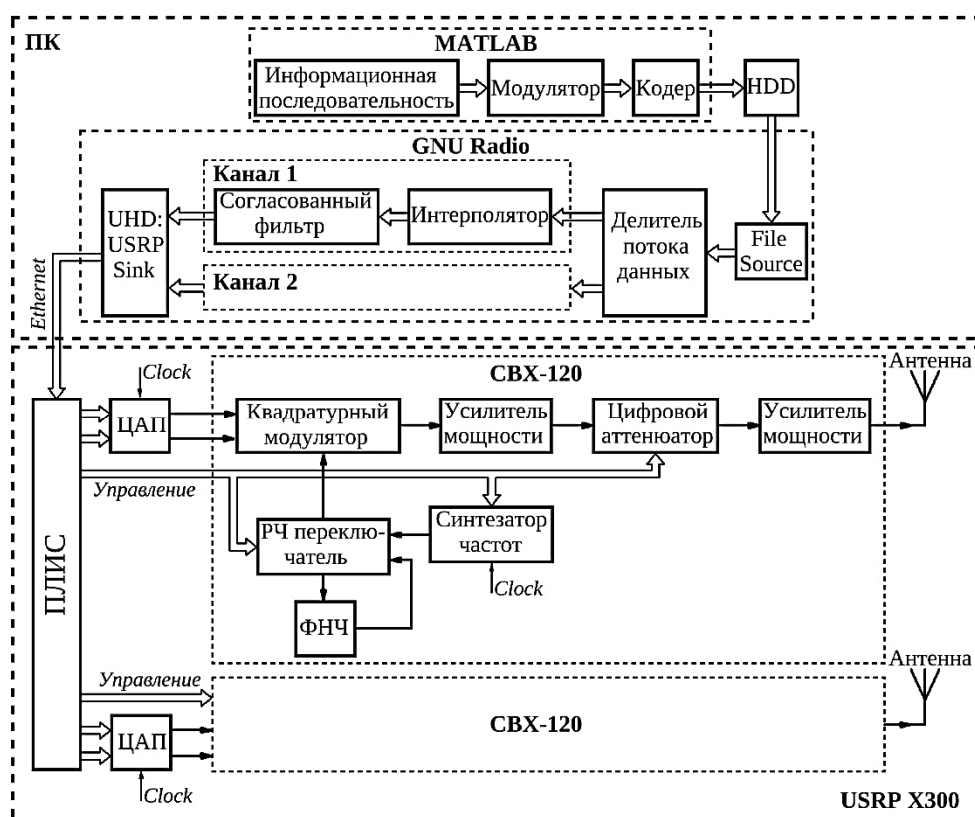 ПК
MATLAB
Информационная
последовательность
Модулятор
Кодер
HDD
GNU Radio
Канал 1
Согласованный
фильтр
Интерполятор
Делитель
потока
данных
File
Source
UHD:
USRP
Sink
Канал 2
Ethernet
Clock
CBX-120
Антенна
ЦАП
Квадратурный
модулятор
Усилитель
мощности
Цифровой
аттенюатор
Усилитель
мощности
Управление
ПЛИС
РЧ переклю-
чатель
Синтезатор
частот
Clock
ФНЧ
Антенна
Управление
CBX-120
ЦАП
Clock
USRP X300